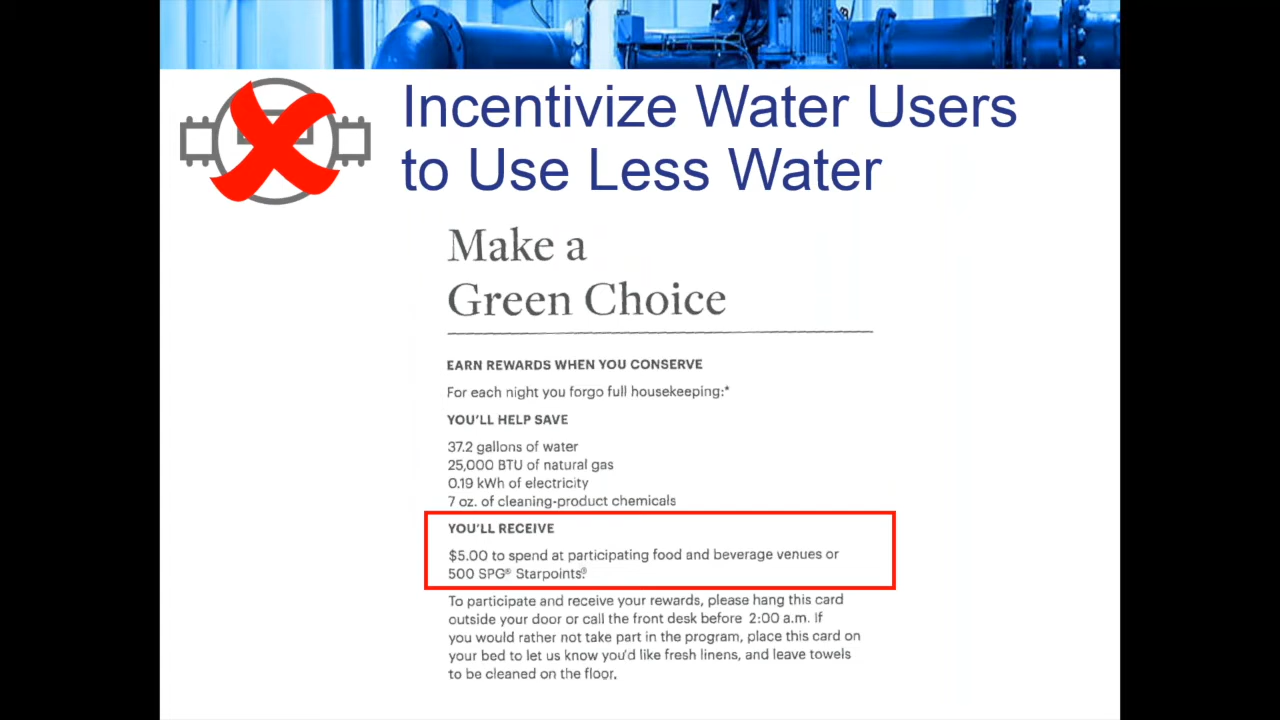 Incentivize Water Users
to Use Less Water
Make a
Green Choice
EARN REWARDS WHEN YOU CONSERVE
For each night you forgo full housekeeping:*
YOU'LL HELP SAVE
37.2 gallons of water
25,000 BTU of natural gas
0.19 kWh of electricity
7 oz. of cleaning-product chemicals
YOU'LL RECEIVE
$5.00 to spend at participating food and beverage venues or
500 SPG® Starpoints®.
To participate and receive your rewards, please hang this card
outside your door or call the front desk before 2:00 a.m. If
you would rather not take part in the program, place this card on
your bed to let us know you'd like fresh linens, and leave towels
to be cleaned on the floor.